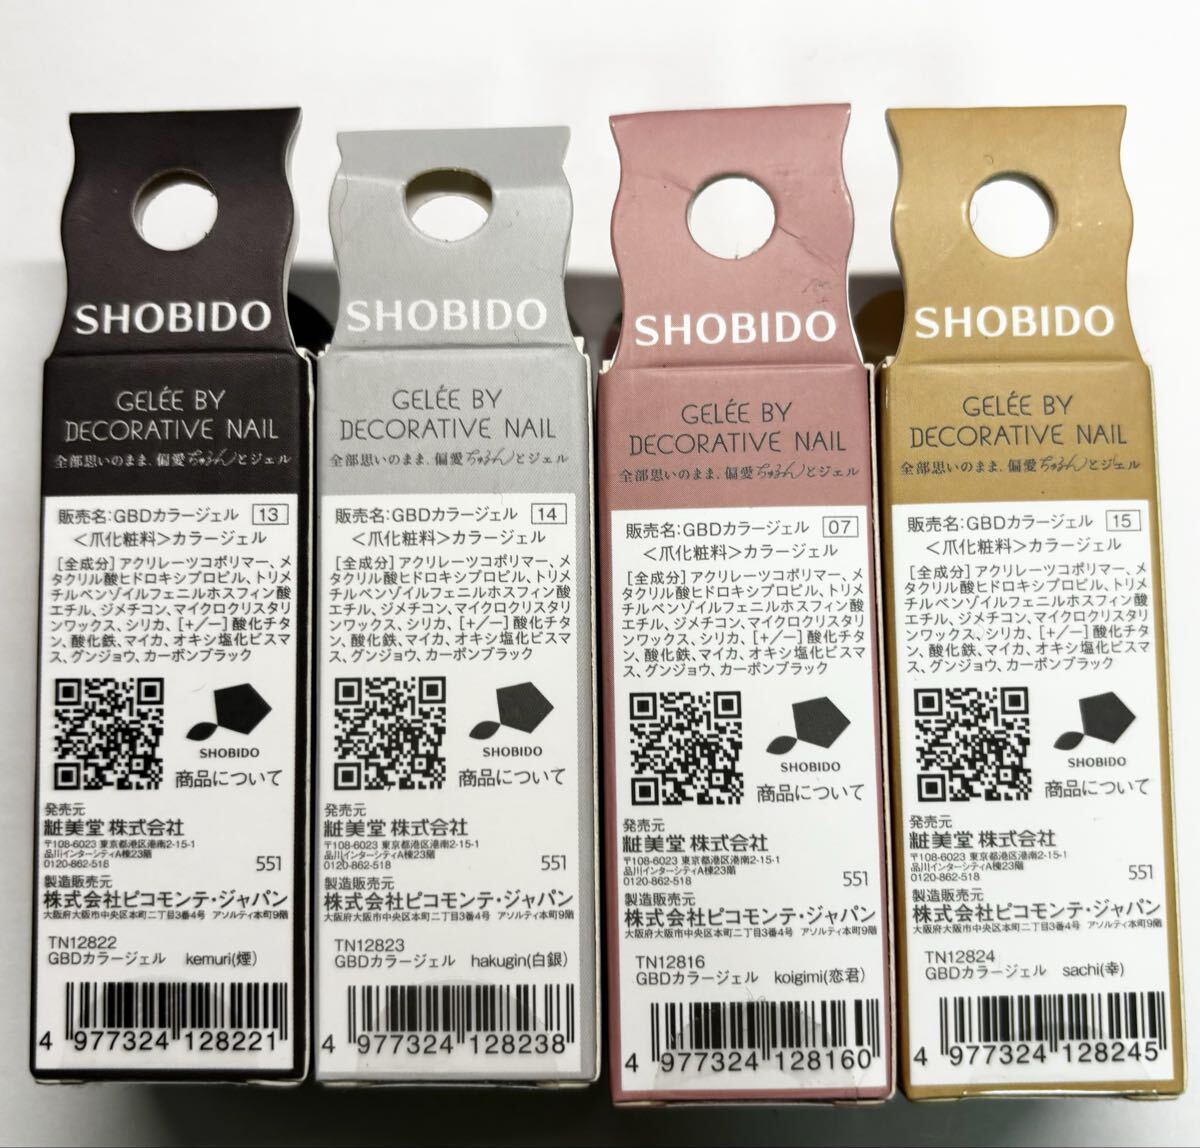 SHOBIDO
GELÉE BY
DECORATIVE NAIL
全部思いのまま、偏愛ちゅるんとジェル
販売名:GBDカラージェル 13
<爪化粧料>カラージェル
[全成分]アクリレーツコポリマー、メ
タクリル酸ヒドロキシプロピル、トリメ
チルベンゾイルフェニルホスフィン酸
エチル、ジメチコン、マイクロクリスタリ
ンワックス、シリカ、[+/-]酸化チタ
ン、酸化鉄、マイカ、オキシ塩化ビスマ
ス、グンジョウ、カーボンブラック
SHOBIDO
商品について
発売元
粧美堂 株式会社
〒108-6023 東京都港区港南2-15-1
品川インターシティA棟23階
0120-862-518
551
製造販売元
株式会社ピコモンテ・ジャパン
大阪府大阪市中央区本町二丁目3番4号 アソルティ本町9階
TN12822
GBDカラージェル kemuri(煙)
4 977324 128221
SHOBIDO
GELÉE BY
DECORATIVE NAIL
全部思いのまま、偏愛ちゅるんとジェル
販売名:GBDカラージェル 14
<爪化粧料>カラージェル
[全成分]アクリレーツコポリマー、メ
タクリル酸ヒドロキシプロピル、トリメ
チルベンゾイルフェニルホスフィン酸
エチル、ジメチコン、マイクロクリスタリ
ンワックス、シリカ、[+/-]酸化チタ
ン、酸化鉄、マイカ、オキシ塩化ビスマ
ス、グンジョウ、カーボンブラック
SHOBIDO
商品について
発売元
粧美堂 株式会社
〒108-6023 東京都港区港南2-15-1
品川インターシティA棟23階
0120-862-518
551
製造販売元
株式会社ピコモンテ・ジャパン
大阪府大阪市中央区本町二丁目3番4号 アソルティ本町9階
TN12823
GBDカラージェル hakugin(白銀)
4 977324 128238
SHOBIDO
GELÉE BY
DECORATIVE NAIL
全部思いのまま、偏愛ちゅるんとジェル
販売名:GBDカラージェル 07
<爪化粧料>カラージェル
[全成分]アクリレーツコポリマー、メ
タクリル酸ヒドロキシプロピル、トリメ
チルベンゾイルフェニルホスフィン酸
エチル、ジメチコン、マイクロクリスタリ
ンワックス、シリカ、[+/-]酸化チタ
ン、酸化鉄、マイカ、オキシ塩化ビスマ
ス、グンジョウ、カーボンブラック
SHOBIDO
商品について
発売元
粧美堂 株式会社
〒108-6023 東京都港区港南2-15-1
品川インターシティA棟23階
0120-862-518
551
製造販売元
株式会社ピコモンテ・ジャパン
大阪府大阪市中央区本町二丁目3番4号 アソルティ本町9階
TN12816
GBDカラージェル koigimi(恋君)
4 977324 128160
SHOBIDO
GELÉE BY
DECORATIVE NAIL
全部思いのまま、偏愛ちゅるんとジェル
販売名:GBDカラージェル 15
<爪化粧料>カラージェル
[全成分]アクリレーツコポリマー、メ
タクリル酸ヒドロキシプロピル、トリメ
チルベンゾイルフェニルホスフィン酸
エチル、ジメチコン、マイクロクリスタリ
ンワックス、シリカ、[+/-]酸化チタ
ン、酸化鉄、マイカ、オキシ塩化ビスマ
ス、グンジョウ、カーボンブラック
SHOBIDO
商品について
発売元
粧美堂 株式会社
〒108-6023 東京都港区港南2-15-1
品川インターシティA棟23階
0120-862-518
551
製造販売元
株式会社ピコモンテ・ジャパン
大阪府大阪市中央区本町二丁目3番4号 アソルティ本町9階
TN12824
GBDカラージェル sachi(幸)
4 977324 128245